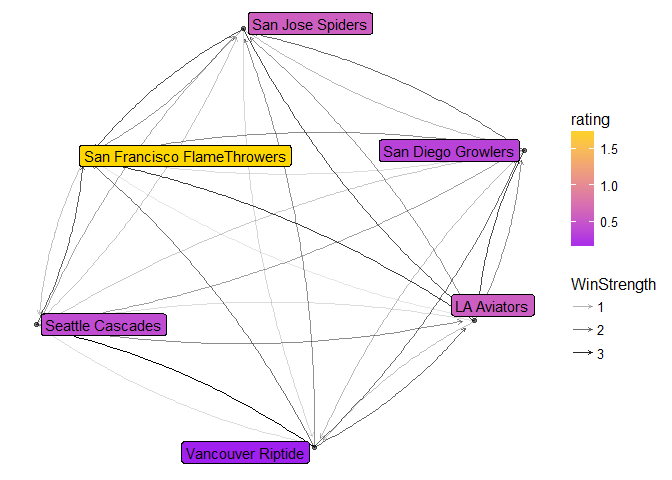 San Jose Spiders
San Francisco FlameThrowers
San Diego Growlers
LA Aviators
Seattle Cascades
Vancouver Riptide
rating
1.5
1.0
0.5
WinStrength
1
2
3